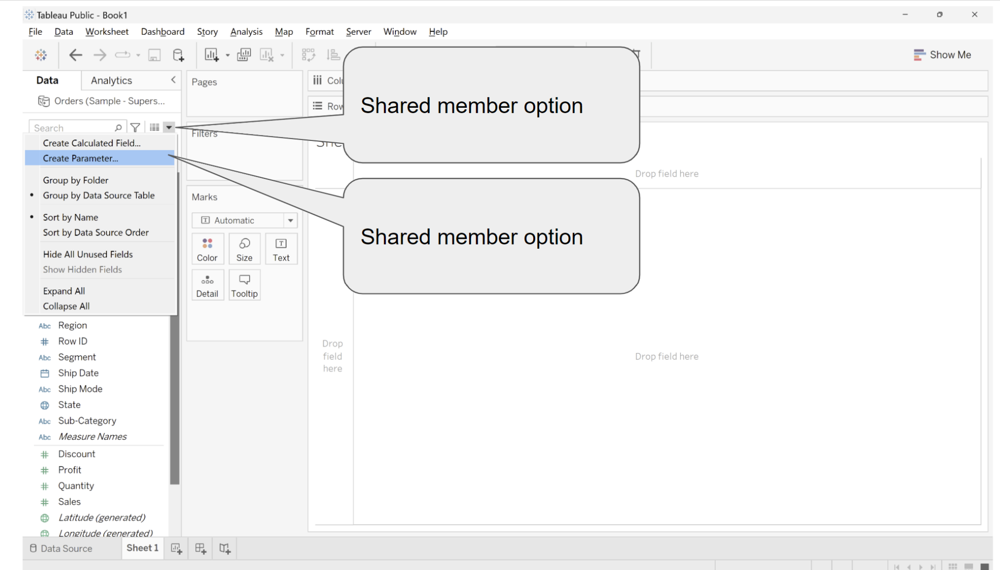 Tableau Public - Book1
File Data Worksheet Dashboard Story Analysis Map Format Server Window Help
Show Me
Data Analytics
Orders (Sample - Supers...
Search
Create Calculated Field...
Create Parameter...
Group by Folder
• Group by Data Source Table
• Sort by Name
Sort by Data Source Order
Hide All Unused Fields
Show Hidden Fields
Expand All
Collapse All
Abc Region
# Row ID
Abc Segment
Ship Date
Abc Ship Mode
State
Abc Sub-Category
Abc Measure Names
# Discount
# Profit
# Quantity
# Sales
Latitude (generated)
Longitude (generated)
Pages
Filters
Marks
T Automatic
Color Size Text
Detail Tooltip
Shared member option
Shared member option
Drop field here
Drop
field
here
Drop field here
Data Source Sheet 1